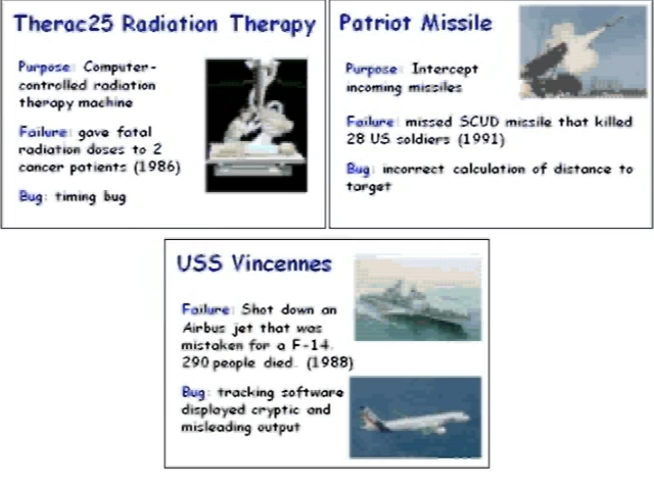 Therac25 Radiation Therapy
Purpose: Computer-
controlled radiation
therapy machine
Failure: gave fatal
radiation doses to 2
cancer patients (1986)
Bug: timing bug
Patriot Missile
Purpose: Intercept
incoming missiles
Failure: missed SCUD missile that killed
28 US soldiers (1991)
Bug: incorrect calculation of distance to
target
USS Vincennes
Failure: Shot down an
Airbus jet that was
mistaken for a F-14.
290 people died. (1988)
Bug: tracking software
displayed cryptic and
misleading output